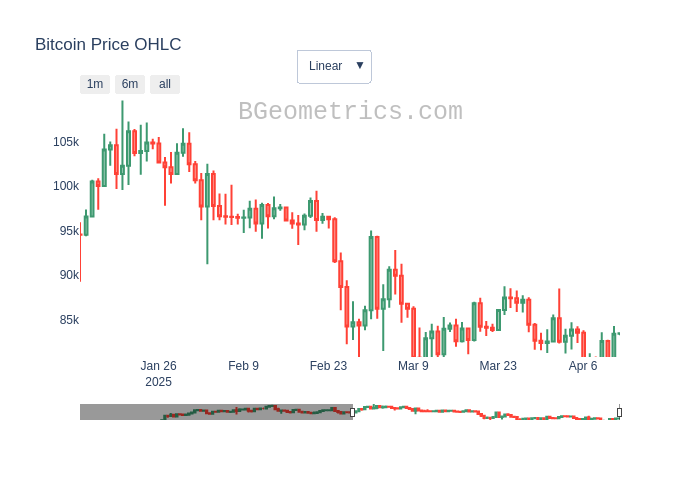 Bitcoin Price OHLC
Linear ▼
1m 6m all
BGeometrics.com
105k
100k
95k
90k
85k
Jan 26 Feb 9 Feb 23 Mar 9 Mar 23 Apr 6
2025